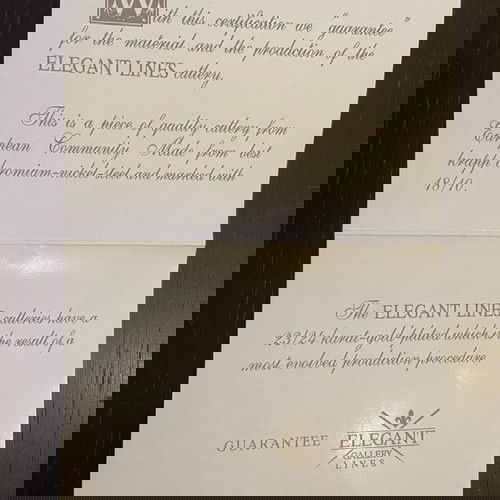 With this certification we "guarantee"
for the material and the production of the
ELEGANT LINES cutlery.
This is a piece of quality cutlery from
European Community. Made from best
chromium-nickel-steel and marked with
18/10.
The ELEGANT LINES
cutleries have a
23/24 karat-gold-plated which is
the result of a
most evolved production procedure
GUARANTEE
ELEGANT
GALLERY
LINES